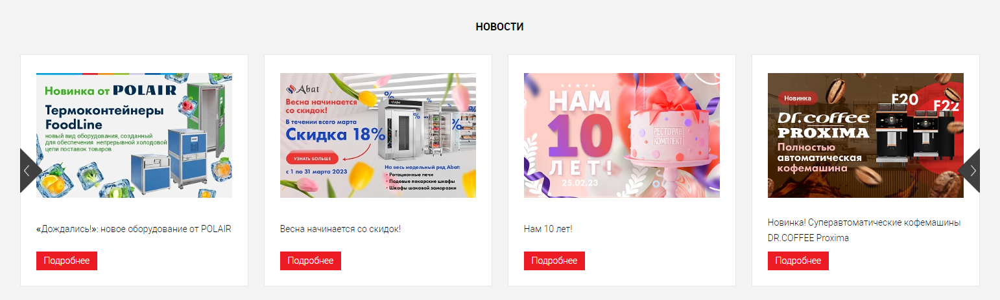 НОВОСТИ
Новинка от POLAIR
Термоконтейнеры
FoodLine
новый вид оборудования, созданный
для обеспечения непрерывной холодовой
цепи поставок товаров
«Дождались!»: новое оборудование от POLAIR
Подробнее
Abat
Весна начинается
со скидок!
В течении всего марта
Скидка 18%
УЗНАТЬ БОЛЬШЕ
с 1 по 31 марта 2023
На весь модельный ряд Abat:
• Ротационные печи
• Подовые пекарские шкафы
• Шкафы шоковой заморозки
Весна начинается со скидок!
Подробнее
НАМ
10
ЛЕТ!
25.02.23
РЕСТОРАН
КОМПЛЕКТ
Нам 10 лет!
Подробнее
Новинка
F20
F22
Dr.coffee
PROXIMA
Полностью
автоматическая
кофемашина
Новинка! Суперавтоматические кофемашины
DR.COFFEE Proxima
Подробнее